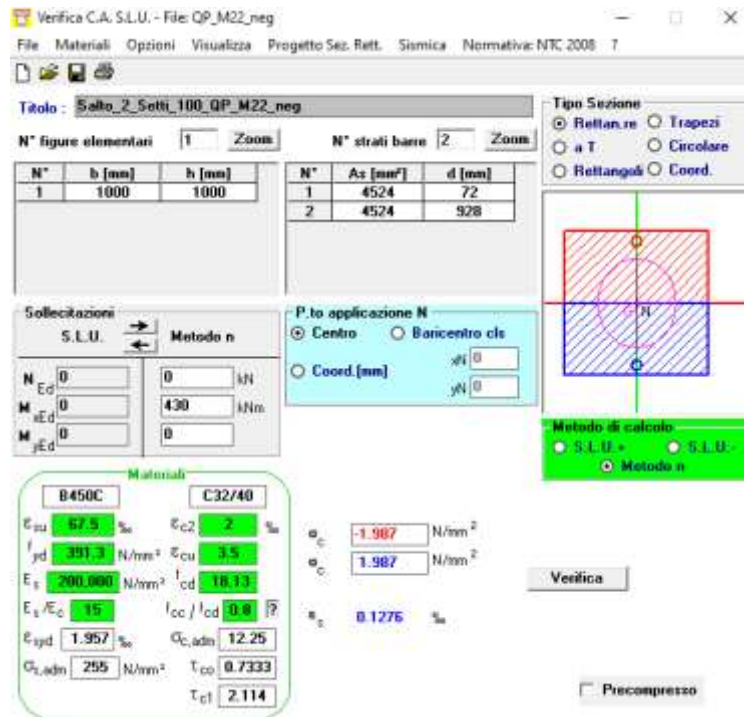 Verifica C.A. S.L.U. - File: QP_M22_neg
File Materiali Opzioni Visualizza Progetto Sez. Rett. Sismica Normativa: NTC 2008 ?
Titolo : Salto_2_Setti_100_QP_M22_neg
N° figure elementari 1 Zoom
N° strati barre 2 Zoom
N° b [mm] h [mm]
1 1000 1000
N° As [mm²] d [mm]
1 4524 72
2 4524 928
Tipo Sezione
Rettan.re Trapezi
a T Circolare
Rettangoli Coord.
N
Sollecitazioni
S.L.U. Metodo n
N Ed 0 0 kN
M xEd 0 430 kNm
M yEd 0 0
P.to applicazione N
Centro Baricentro cls
Coord.[mm]
xN 0
yN 0
Metodo di calcolo
S.L.U.+ S.L.U.-
Metodo n
Materiali
B450C C32/40
εsu 67.5 ‰ εc2 2 ‰
fyd 391.3 N/mm² εcu 3.5
Es 200.000 N/mm² fcd 18.13
Es/Ec 15 fcc / fcd 0.8 ?
εsyd 1.957 ‰ σc,adm 12.25
σs,adm 255 N/mm² τco 0.7333
τc1 2.114
σc -1.987 N/mm²
σc 1.987 N/mm²
εs 0.1276 ‰
Verifica
Precompresso